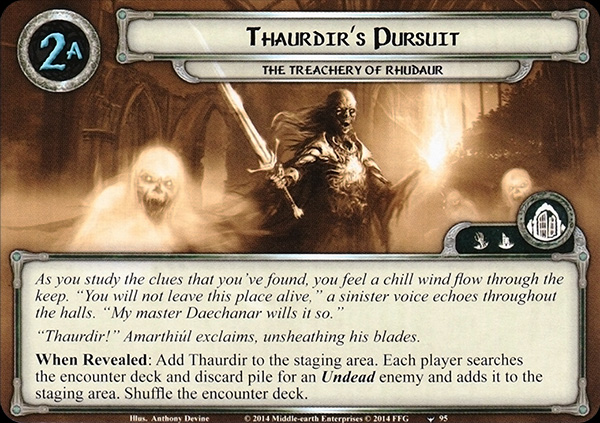 2A
THAURDIR'S PURSUIT
THE TREACHERY OF RHUDAUR
As you study the clues that you've found, you feel a chill wind flow through the
keep. “You will not leave this place alive,” a sinister voice echoes throughout
the halls. “My master Daechanar wills it so.”
“Thaurdir!” Amarthiúl exclaims, unsheathing his blades.
When Revealed: Add Thaurdir to the staging area. Each player searches
the encounter deck and discard pile for an Undead enemy and adds it to the
staging area. Shuffle the encounter deck.
Illus. Anthony Devine © 2014 Middle-earth Enterprises © 2014 FFG 95